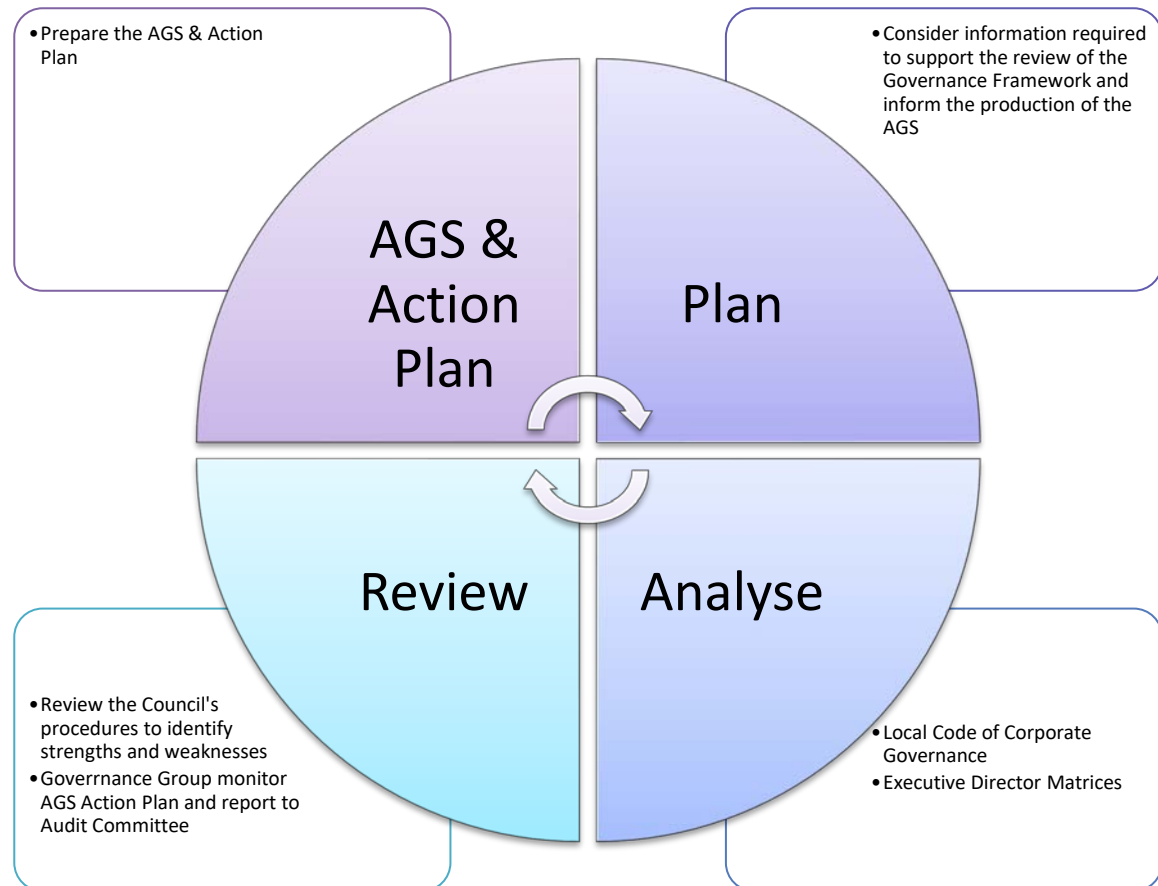 •Prepare the AGS & Action
Plan
•Consider information required
to support the review of the
Governance Framework and
inform the production of the
AGS
AGS &
Action
Plan
Plan
Review
Analyse
•Review the Council's
procedures to identify
strengths and weaknesses
•Goverrnance Group monitor
AGS Action Plan and report to
Audit Committee
•Local Code of Corporate
Governance
•Executive Director Matrices